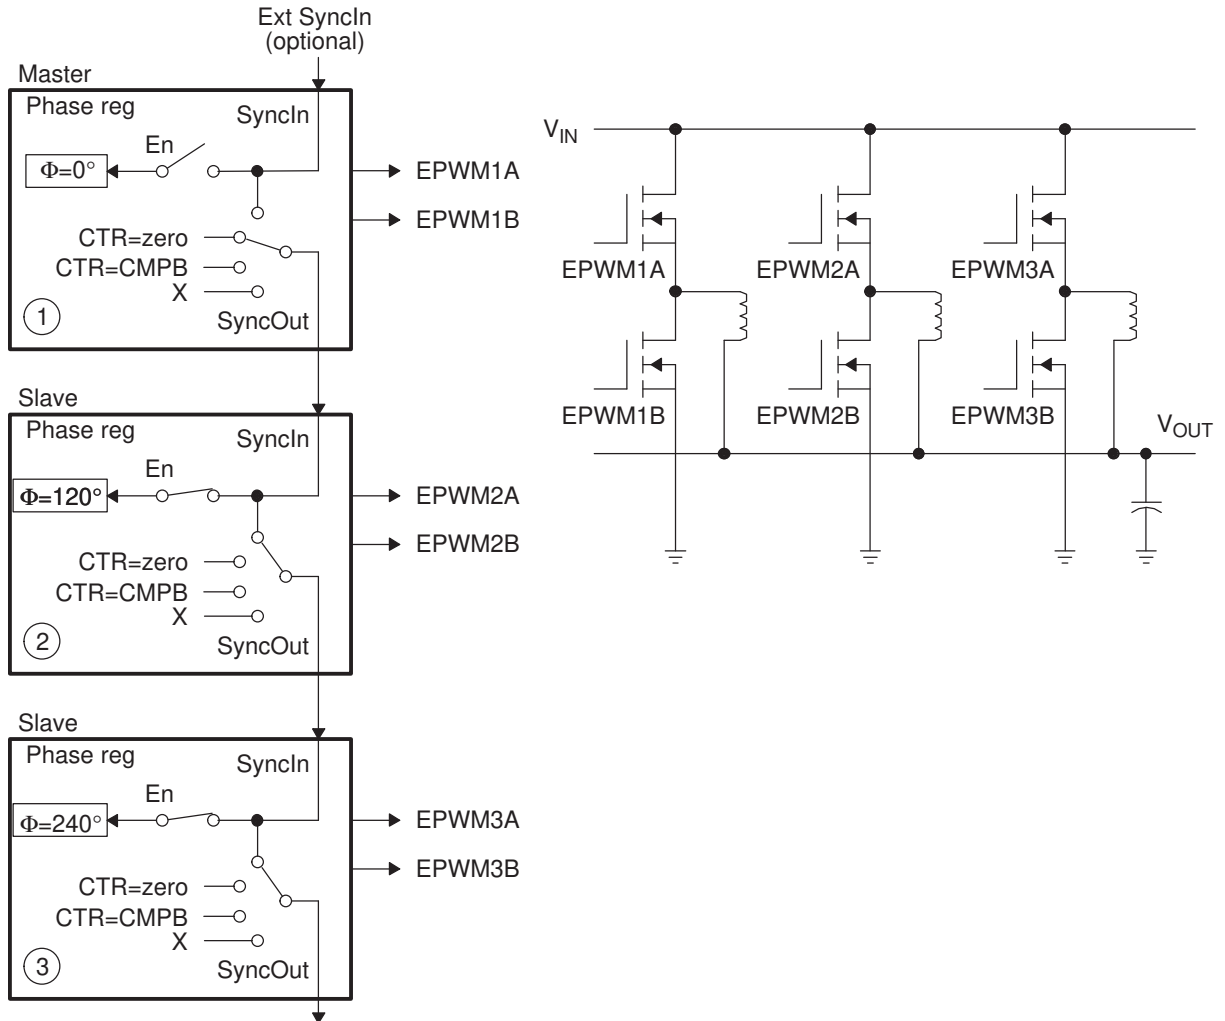 Ext SyncIn
(optional)
Master
Phase reg
SyncIn
En
Φ=0°
EPWM1A
EPWM1B
CTR=zero
CTR=CMPB
X
1
SyncOut
Slave
Phase reg
SyncIn
En
Φ=120°
EPWM2A
EPWM2B
CTR=zero
CTR=CMPB
X
2
SyncOut
Slave
Phase reg
SyncIn
En
Φ=240°
EPWM3A
EPWM3B
CTR=zero
CTR=CMPB
X
3
SyncOut
VIN
EPWM1A
EPWM2A
EPWM3A
EPWM1B
EPWM2B
EPWM3B
VOUT